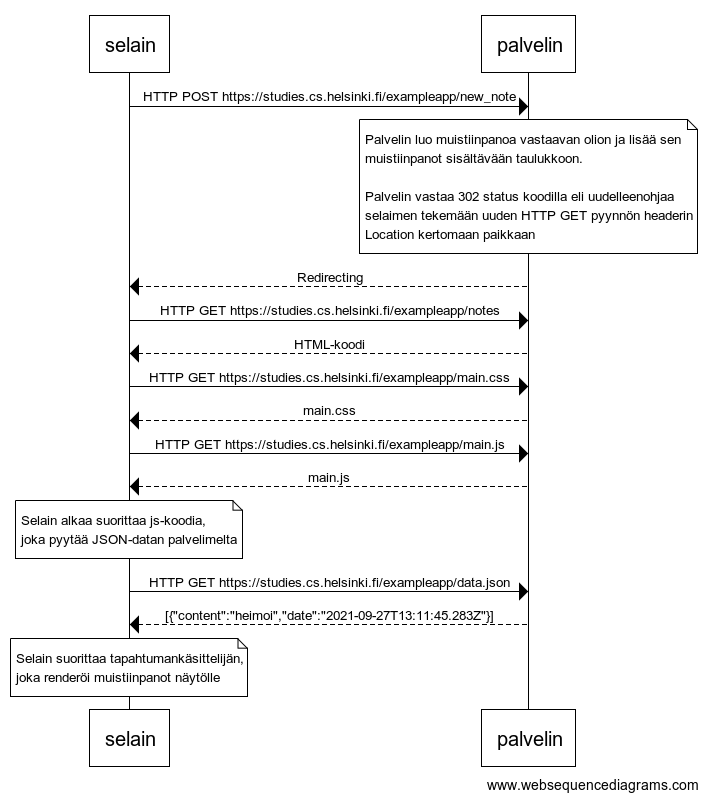 selain
palvelin
HTTP POST https://studies.cs.helsinki.fi/exampleapp/new_note
Palvelin luo muistiinpanoa vastaavan olion ja lisää sen
muistiinpanot sisältävään taulukkoon.
Palvelin vastaa 302 status koodilla eli uudelleenohjaa
selaimen tekemään uuden HTTP GET pyynnön headerin
Location kertomaan paikkaan
Redirecting
HTTP GET https://studies.cs.helsinki.fi/exampleapp/notes
HTML-koodi
HTTP GET https://studies.cs.helsinki.fi/exampleapp/main.css
main.css
HTTP GET https://studies.cs.helsinki.fi/exampleapp/main.js
main.js
Selain alkaa suorittaa js-koodia,
joka pyytää JSON-datan palvelimelta
HTTP GET https://studies.cs.helsinki.fi/exampleapp/data.json
[{"content":"heimoi","date":"2021-09-27T13:11:45.283Z"}]
Selain suorittaa tapahtumankäsittelijän,
joka renderöi muistiinpanot näytölle
selain
palvelin
www.websequencediagrams.com